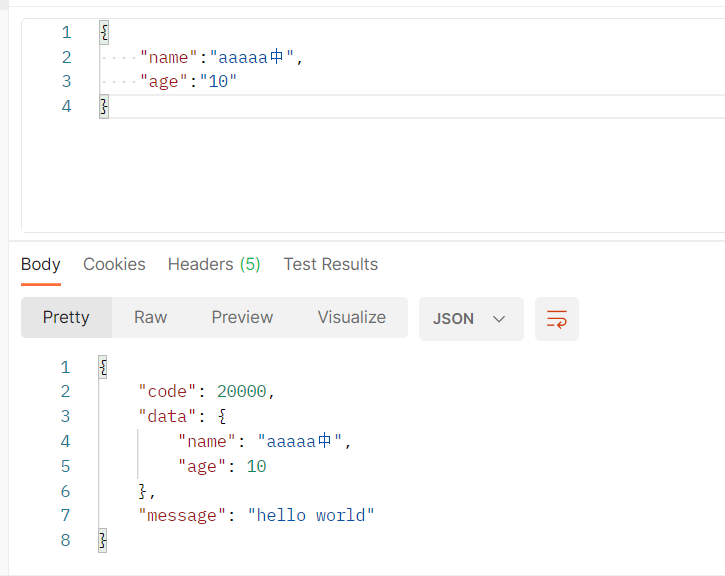 1 {
2 "name":"aaaaa中",
3 "age":"10"
4 }
Body Cookies Headers (5) Test Results
Pretty Raw Preview Visualize JSON
1 {
2 "code": 20000,
3 "data": {
4 "name": "aaaaa中",
5 "age": 10
6 },
7 "message": "hello world"
8 }